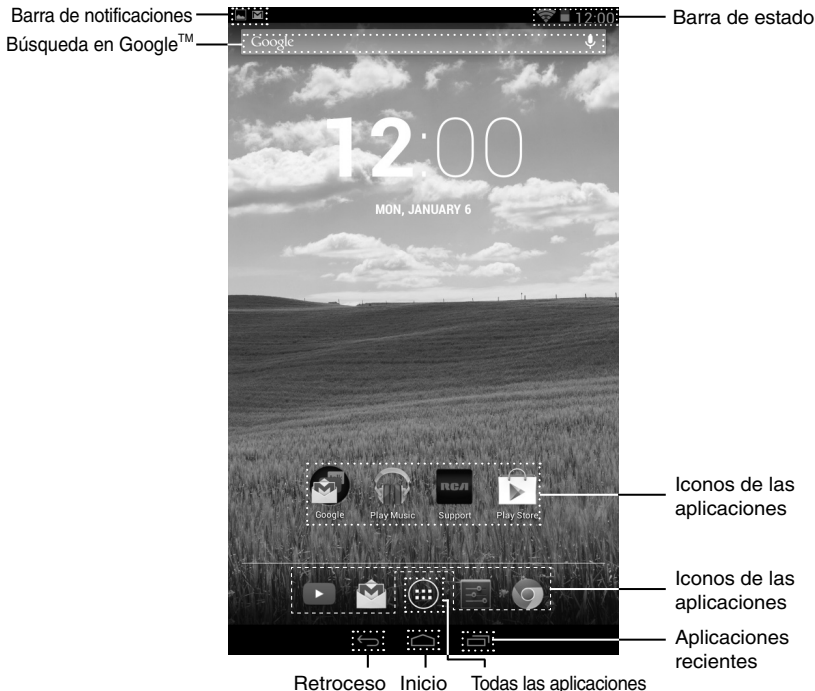 Barra de notificaciones
12:00
Barra de estado
Búsqueda en Google™
Google
12:00
MON, JANUARY 6
Google
Play Music
RCA
Support
Play Store
Iconos de las
aplicaciones
Iconos de las
aplicaciones
Aplicaciones
recientes
Retroceso
Inicio
Todas las aplicaciones